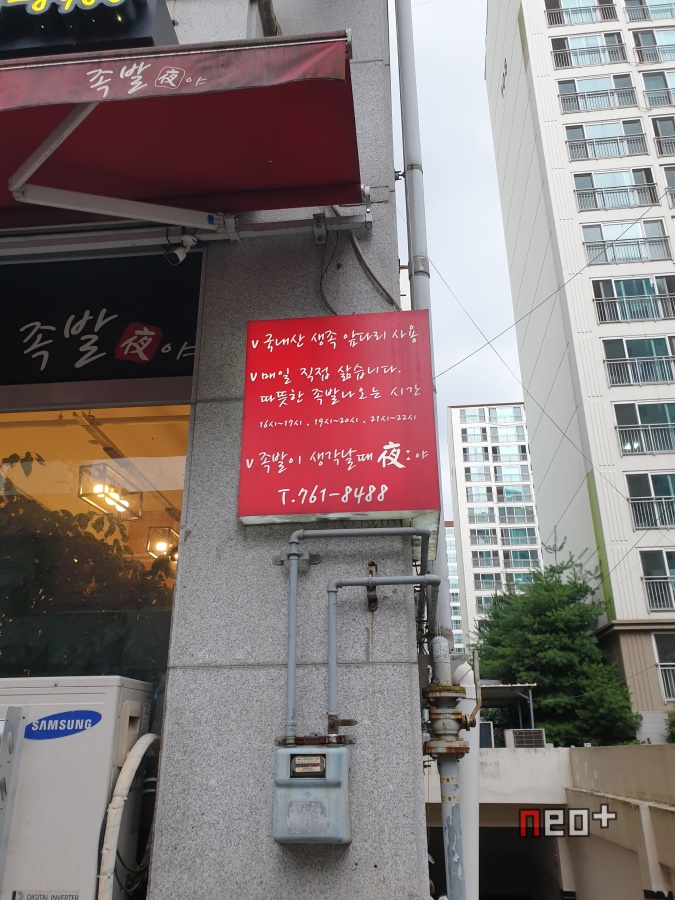 족발 夜 야
족발 夜 야
v 국내산 생족 앞다리 사용
v 매일 직접 삶습니다.
따뜻한 족발나오는 시간
16시~17시, 19시~20시, 21시~22시
v 족발이 생각날때 夜:야
T.761-8488
SAMSUNG
DIGITAL INVERTER
neo+